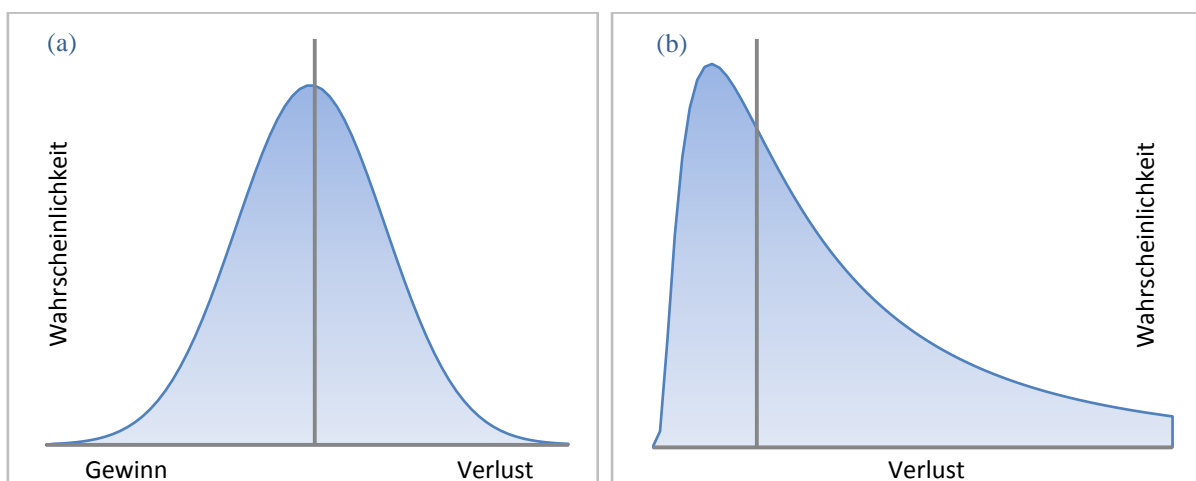 (a)
Wahrscheinlichkeit
Gewinn
Verlust
(b)
Wahrscheinlichkeit
Verlust